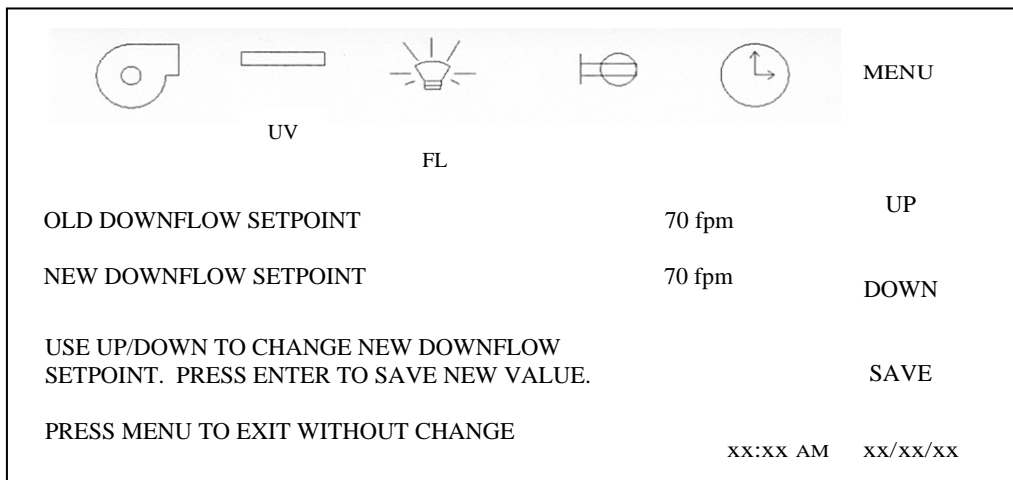 MENU
UV
FL
UP
OLD DOWNFLOW SETPOINT 70 fpm
NEW DOWNFLOW SETPOINT 70 fpm
DOWN
USE UP/DOWN TO CHANGE NEW DOWNFLOW
SETPOINT. PRESS ENTER TO SAVE NEW VALUE.
SAVE
PRESS MENU TO EXIT WITHOUT CHANGE
xx:xx AM xx/xx/xx